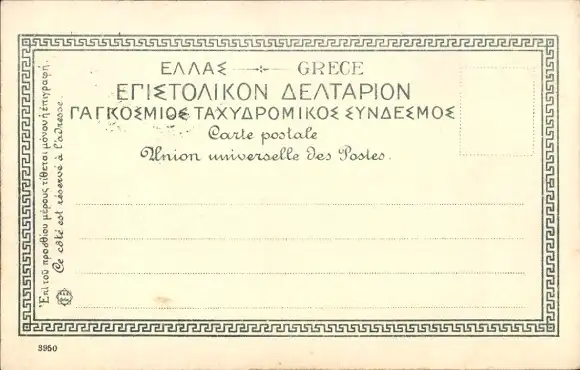 ΕΛΛΑΣ — GRECE
ΕΠΙΣΤΟΛΙΚΟΝ ΔΕΛΤΑΡΙΟΝ
ΠΑΓΚΟΣΜΙΟΣ ΤΑΧΥΔΡΟΜΙΚΟΣ ΣΥΝΔΕΣΜΟΣ
Carte postale
Union universelle des Postes.
Ἐπὶ τοῦ προσθίου μέρους τίθεται μόνον ἡ ἐπιγραφή.
Ce côté est réservé à l'adresse.
3950